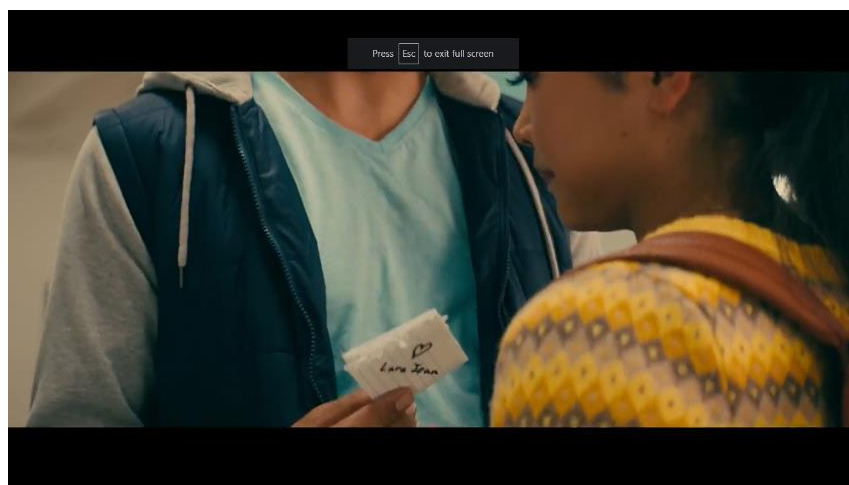 Press Esc to exit full screen
♡
Lara Jean